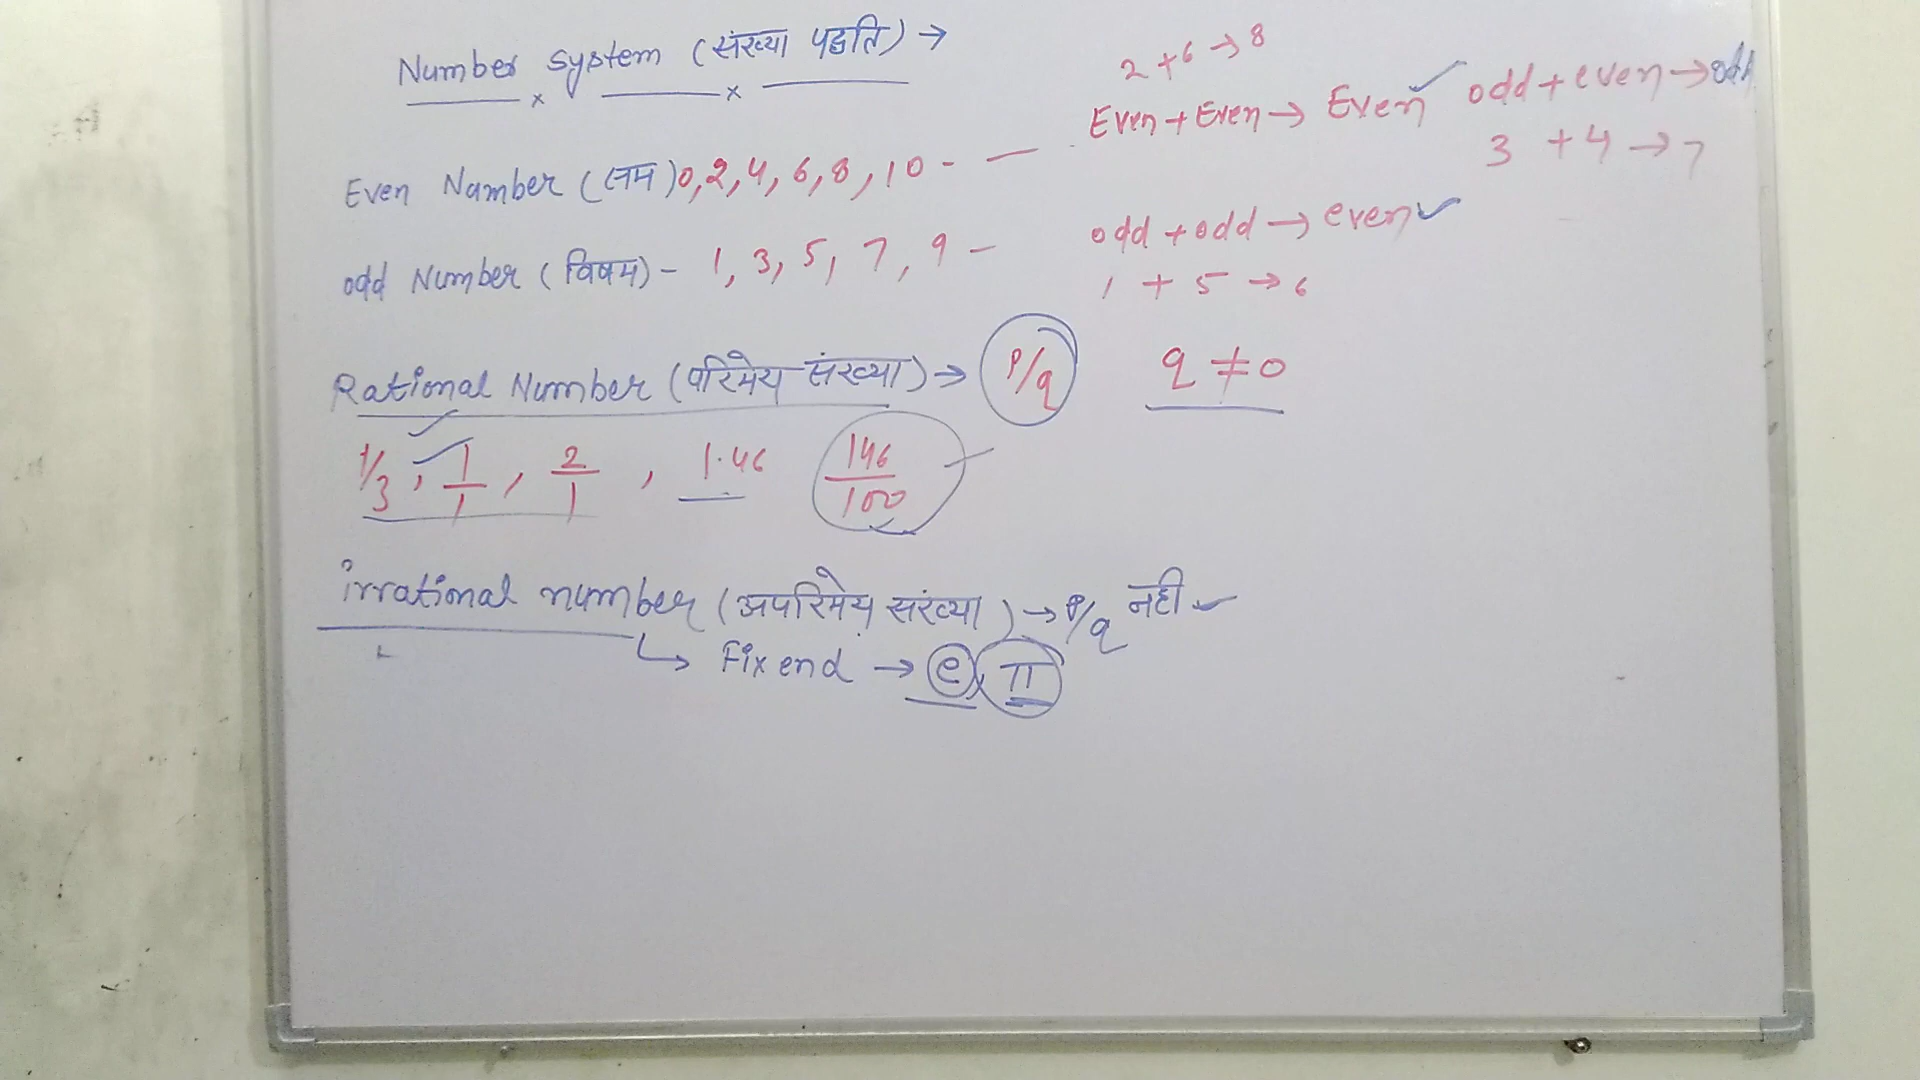 Number system (संख्या पद्धति) →
2 + 6 → 8
Even + Even → Even ✓ odd + even → odd
3 + 4 → 7
Even Number (सम) 0, 2, 4, 6, 8, 10 - —
odd + odd → even ✓
odd Number (विषम) - 1, 3, 5, 7, 9 -
1 + 5 → 6
Rational Number (परिमेय संख्या) → P/q q ≠ 0
1/3, 1/1, 2/1, 1.46 146/100
irrational number (अपरिमेय संख्या) → P/q नही
↳ Fix end → e, π